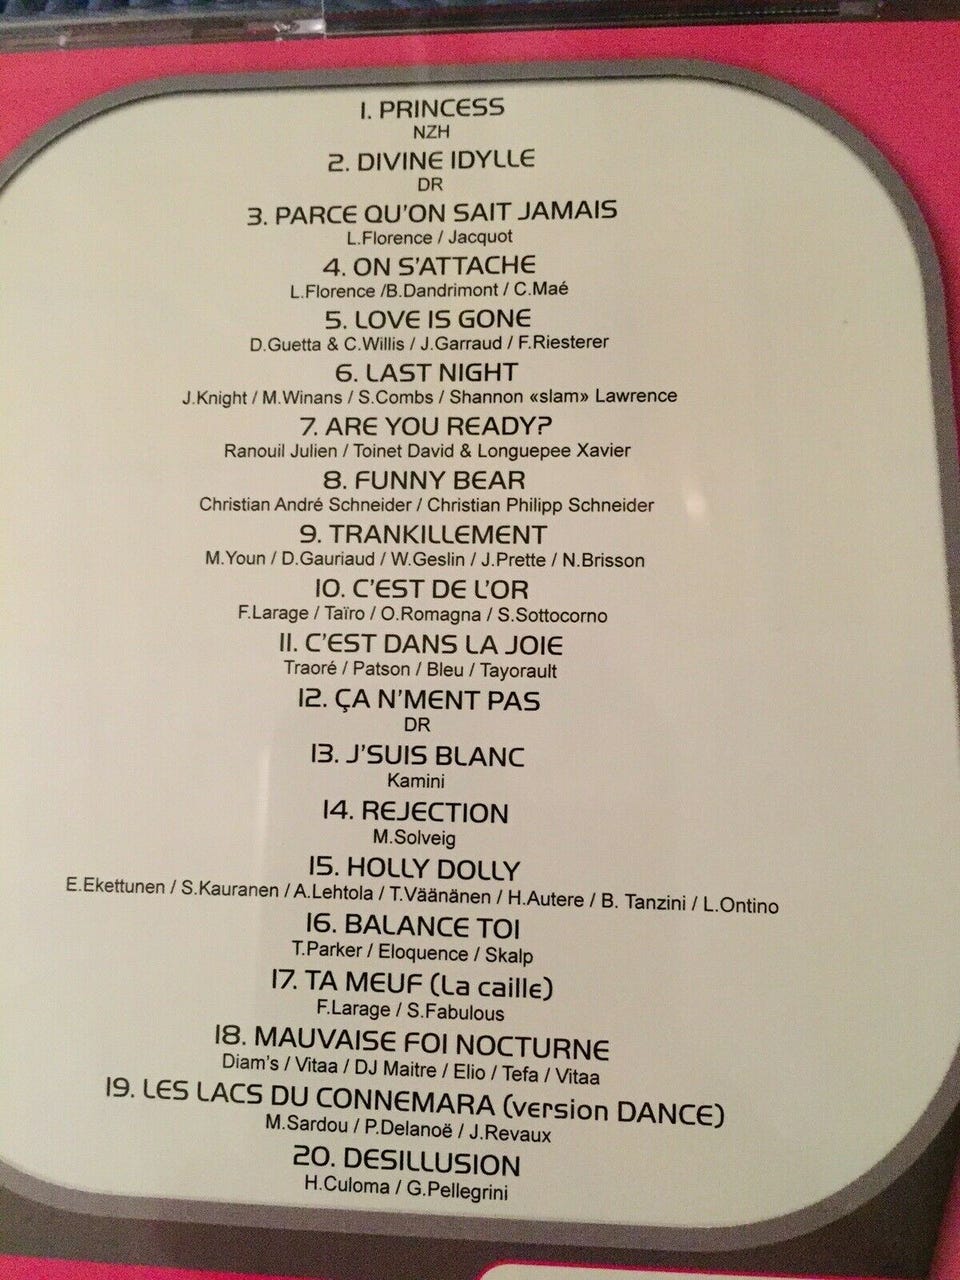 1. PRINCESS
NZH
2. DIVINE IDYLLE
DR
3. PARCE QU'ON SAIT JAMAIS
L.Florence / Jacquot
4. ON S'ATTACHE
L.Florence /B.Dandrimont / C.Maé
5. LOVE IS GONE
D.Guetta & C.Willis / J.Garraud / F.Riesterer
6. LAST NIGHT
J.Knight / M.Winans / S.Combs / Shannon «slam» Lawrence
7. ARE YOU READY?
Ranouil Julien / Toinet David & Longuepee Xavier
8. FUNNY BEAR
Christian André Schneider / Christian Philipp Schneider
9. TRANKILLEMENT
M.Youn / D.Gauriaud / W.Geslin / J.Prette / N.Brisson
10. C'EST DE L'OR
F.Larage / Taïro / O.Romagna / S.Sottocorno
11. C'EST DANS LA JOIE
Traoré / Patson / Bleu / Tayorault
12. ÇA N'MENT PAS
DR
13. J'SUIS BLANC
Kamini
14. REJECTION
M.Solveig
15. HOLLY DOLLY
E.Ekettunen / S.Kauranen / A.Lehtola / T.Väänänen / H.Autere / B. Tanzini / L.Ontino
16. BALANCE TOI
T.Parker / Eloquence / Skalp
17. TA MEUF (La caille)
F.Larage / S.Fabulous
18. MAUVAISE FOI NOCTURNE
Diam's / Vitaa / DJ Maitre / Elio / Tefa / Vitaa
19. LES LACS DU CONNEMARA (version DANCE)
M.Sardou / P.Delanoë / J.Revaux
20. DESILLUSION
H.Culoma / G.Pellegrini